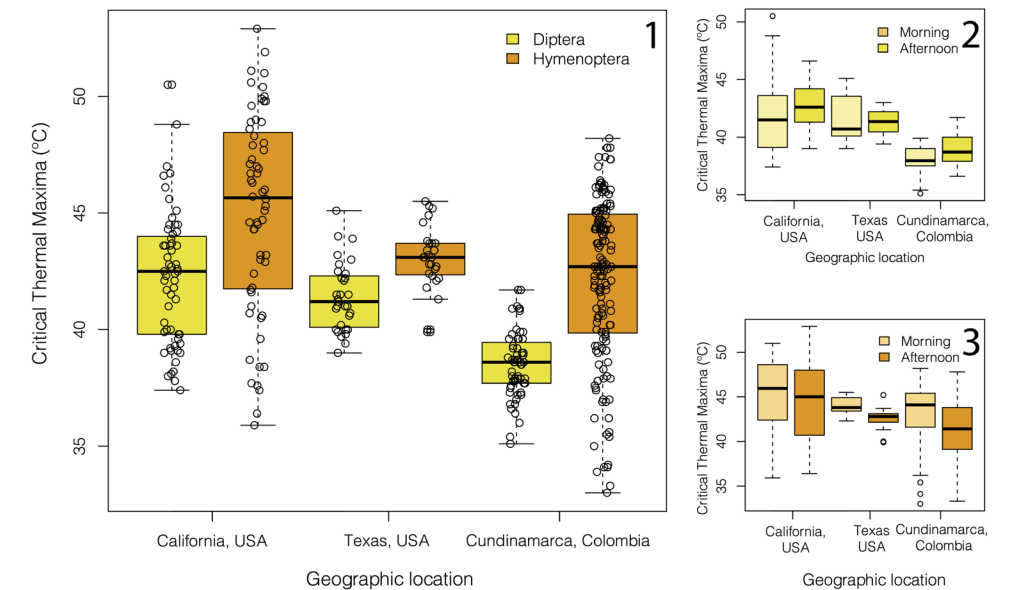 1
Diptera
Hymenoptera
Critical Thermal Maxima (ºC)
50
45
40
35
California, USA
Texas, USA
Cundinamarca, Colombia
Geographic location
2
Morning
Afternoon
Critical Thermal Maxima (ºC)
50
45
40
35
California,
USA
Texas
USA
Cundinamarca,
Colombia
Geographic location
3
Morning
Afternoon
Critical Thermal Maxima (ºC)
50
45
40
35
California,
USA
Texas
USA
Cundinamarca,
Colombia
Geographic location